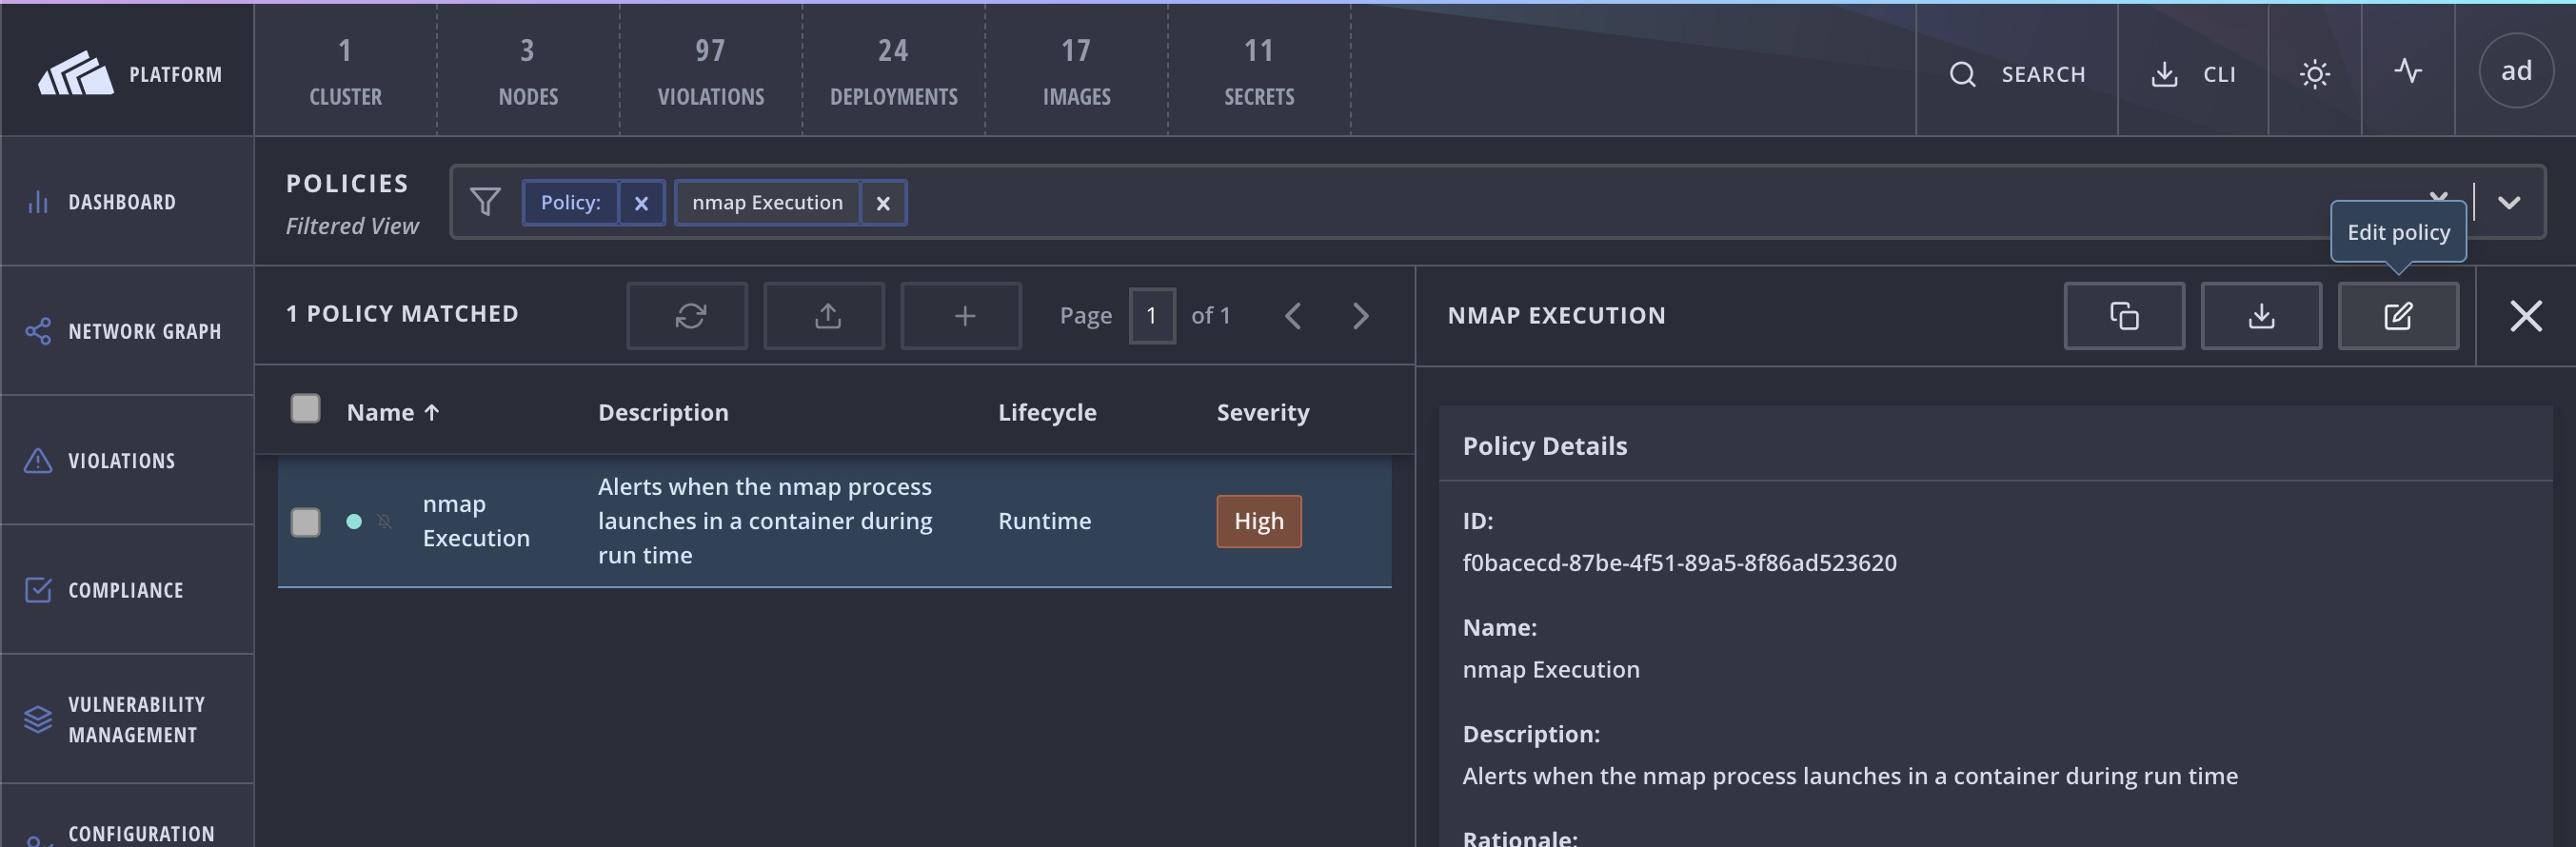 PLATFORM
1
CLUSTER
3
NODES
97
VIOLATIONS
24
DEPLOYMENTS
17
IMAGES
11
SECRETS
SEARCH
CLI
ad
DASHBOARD
NETWORK GRAPH
VIOLATIONS
COMPLIANCE
VULNERABILITY
MANAGEMENT
CONFIGURATION
POLICIES
Filtered View
Policy:
nmap Execution
Edit policy
1 POLICY MATCHED
Page 1 of 1
Name
Description
Lifecycle
Severity
nmap
Execution
Alerts when the nmap process
launches in a container during
run time
Runtime
High
NMAP EXECUTION
Policy Details
ID:
f0bacecd-87be-4f51-89a5-8f86ad523620
Name:
nmap Execution
Description:
Alerts when the nmap process launches in a container during run time
Rationale: